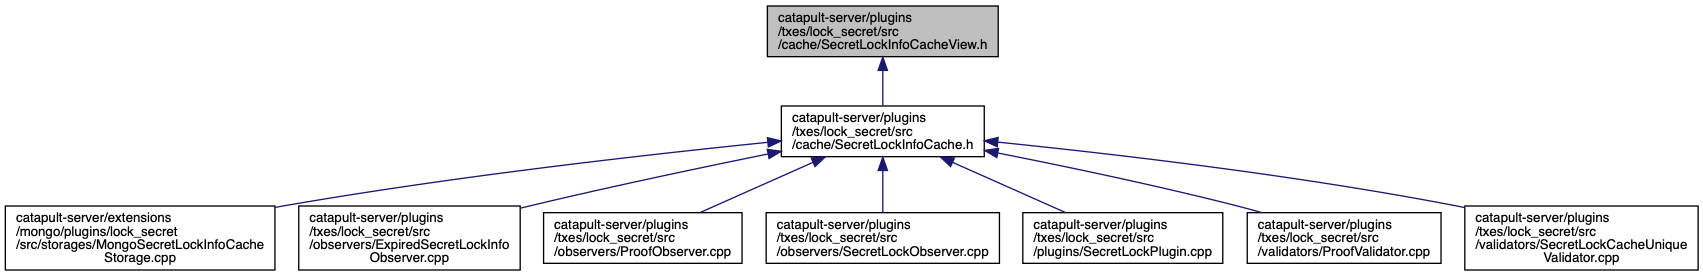 catapult-server/plugins
/txes/lock_secret/src
/cache/SecretLockInfoCacheView.h
catapult-server/plugins
/txes/lock_secret/src
/cache/SecretLockInfoCache.h
catapult-server/extensions
/mongo/plugins/lock_secret
/src/storages/MongoSecretLockInfoCache
Storage.cpp
catapult-server/plugins
/txes/lock_secret/src
/observers/ExpiredSecretLockInfo
Observer.cpp
catapult-server/plugins
/txes/lock_secret/src
/observers/ProofObserver.cpp
catapult-server/plugins
/txes/lock_secret/src
/observers/SecretLockObserver.cpp
catapult-server/plugins
/txes/lock_secret/src
/plugins/SecretLockPlugin.cpp
catapult-server/plugins
/txes/lock_secret/src
/validators/ProofValidator.cpp
catapult-server/plugins
/txes/lock_secret/src
/validators/SecretLockCacheUnique
Validator.cpp